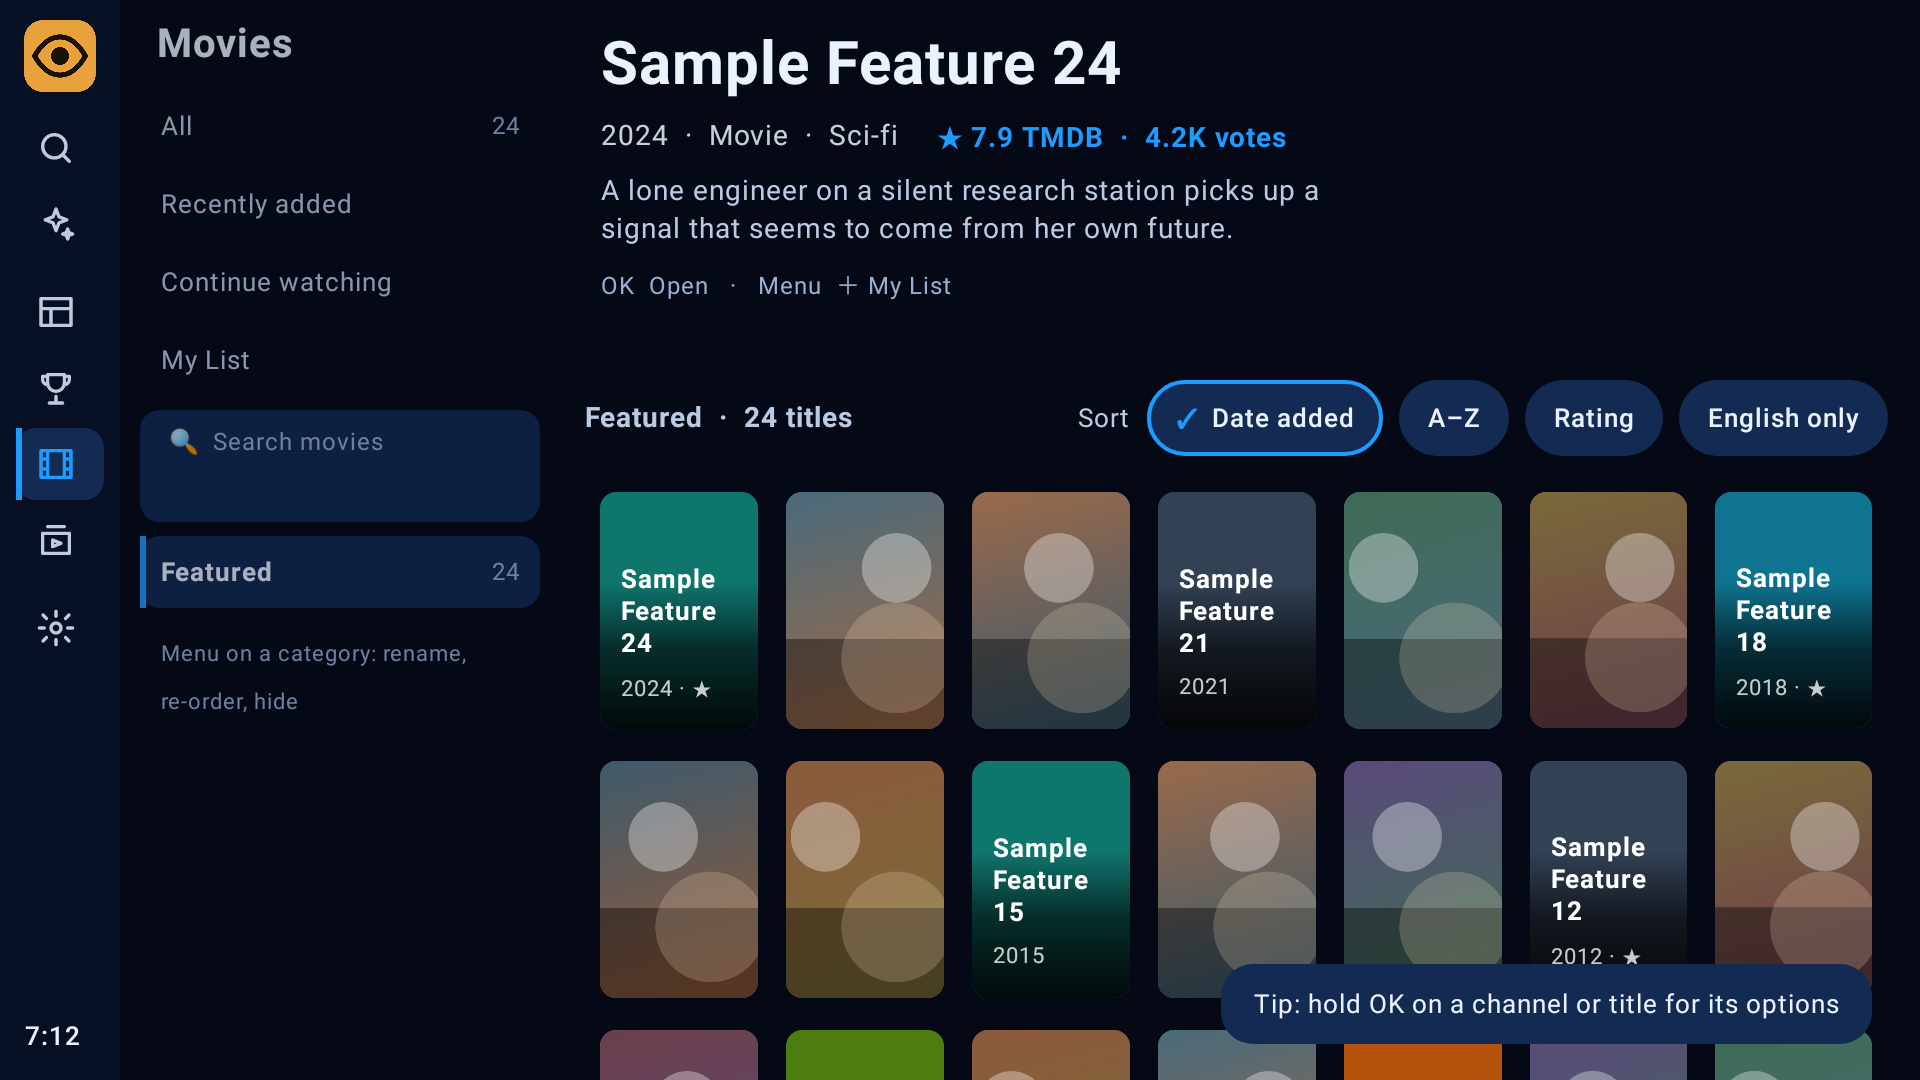 Movies
All 24
Recently added
Continue watching
My List
🔍 Search movies
Featured 24
Menu on a category: rename,
re-order, hide
7:12
Sample Feature 24
2024 · Movie · Sci-fi ★ 7.9 TMDB · 4.2K votes
A lone engineer on a silent research station picks up a
signal that seems to come from her own future.
OK Open · Menu + My List
Featured · 24 titles
Sort ✓ Date added A–Z Rating English only
Sample
Feature
24
2024 · ★
Sample
Feature
21
2021
Sample
Feature
18
2018 · ★
Sample
Feature
15
2015
Sample
Feature
12
2012 · ★
Tip: hold OK on a channel or title for its options